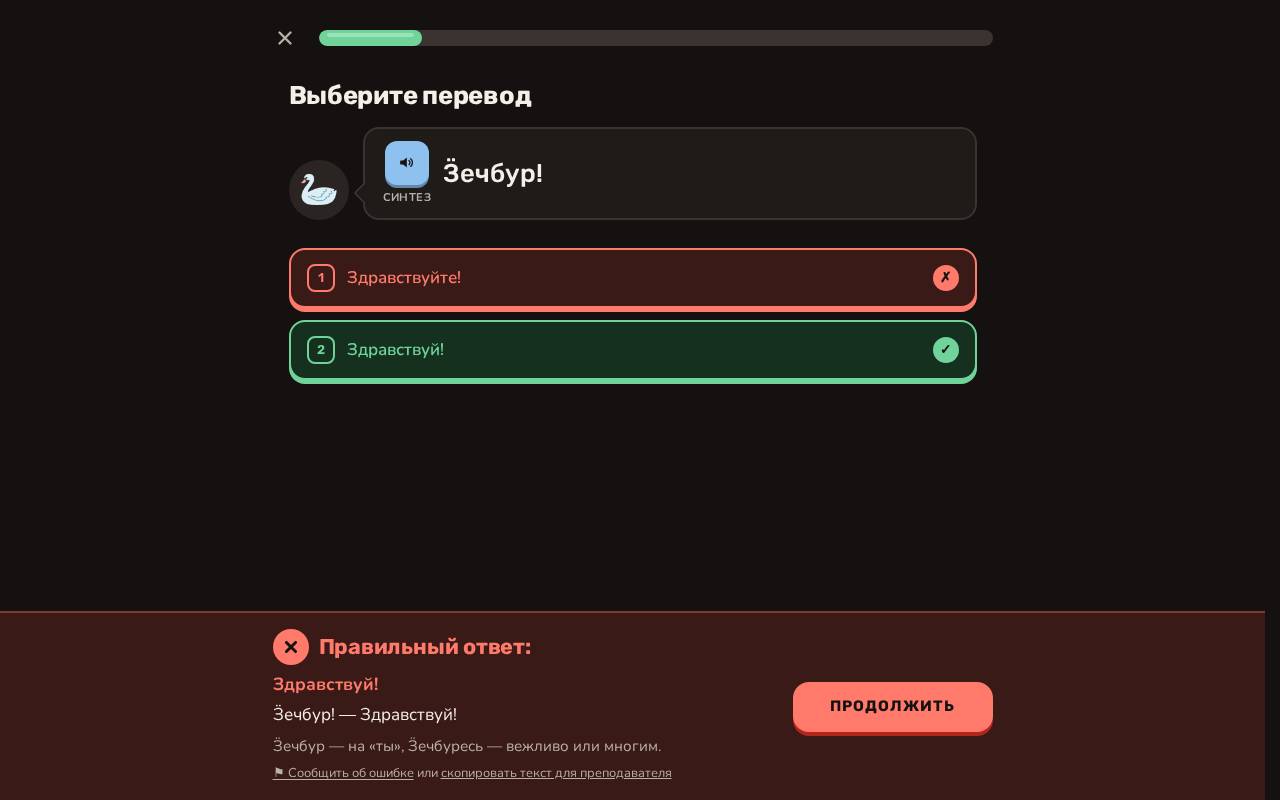 Выберите перевод
Ӟечбур!
СИНТЕЗ
1 Здравствуйте! ✗
2 Здравствуй! ✓
Правильный ответ:
Здравствуй!
Ӟечбур! — Здравствуй!
Ӟечбур — на «ты», Ӟечбуресь — вежливо или многим.
⚑ Сообщить об ошибке или скопировать текст для преподавателя
ПРОДОЛЖИТЬ